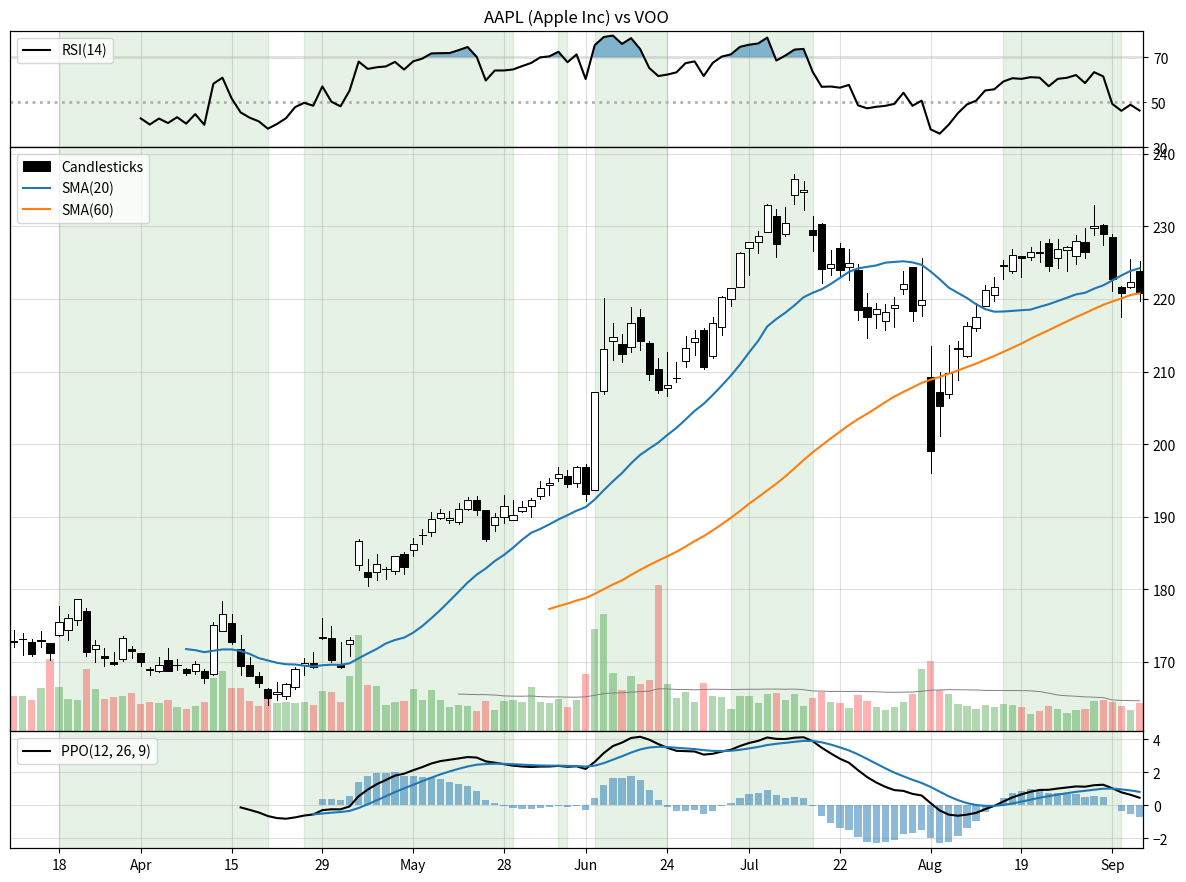 AAPL (Apple Inc) vs VOO
RSI(14)
70
50
30
Candlesticks
SMA(20)
SMA(60)
240
230
220
210
200
190
180
170
PPO(12, 26, 9)
4
2
0
−2
18 Apr 15 29 May 28 Jun 24 Jul 22 Aug 19 Sep